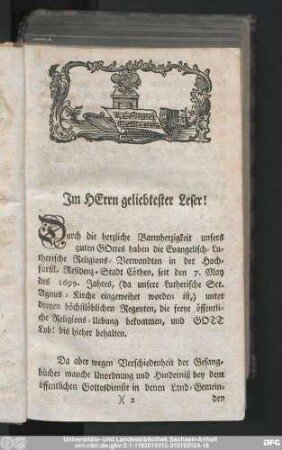 Im HErrn geliebtester Leser!
Durch die herzliche Barmherzigkeit unsers
guten GOttes haben die Evangelisch-Lu-
therische Religions-Verwandten in der Hoch-
fürstl. Residenz-Stadt Cöthen, seit den 7. May
des 1699. Jahres, (da unsere Lutherische Sct.
Agnus-Kirche eingeweihet worden ist,) unter
dreyen höchstlöblichen Regenten, die freye öffentli-
che Religions-Uebung bekommen, und GOTT
Lob! bis hieher behalten.
Da aber wegen Verschiedenheit der Gesang-
bücher manche Unordnung und Hinderniß bey dem
öffentlichen Gottesdienste in denen Land-Gemein-
)( 2 den
Universitäts- und Landesbibliothek Sachsen-Anhalt
urn:nbn:de:gbv:3:1-1192015415-318193124-16
DFG